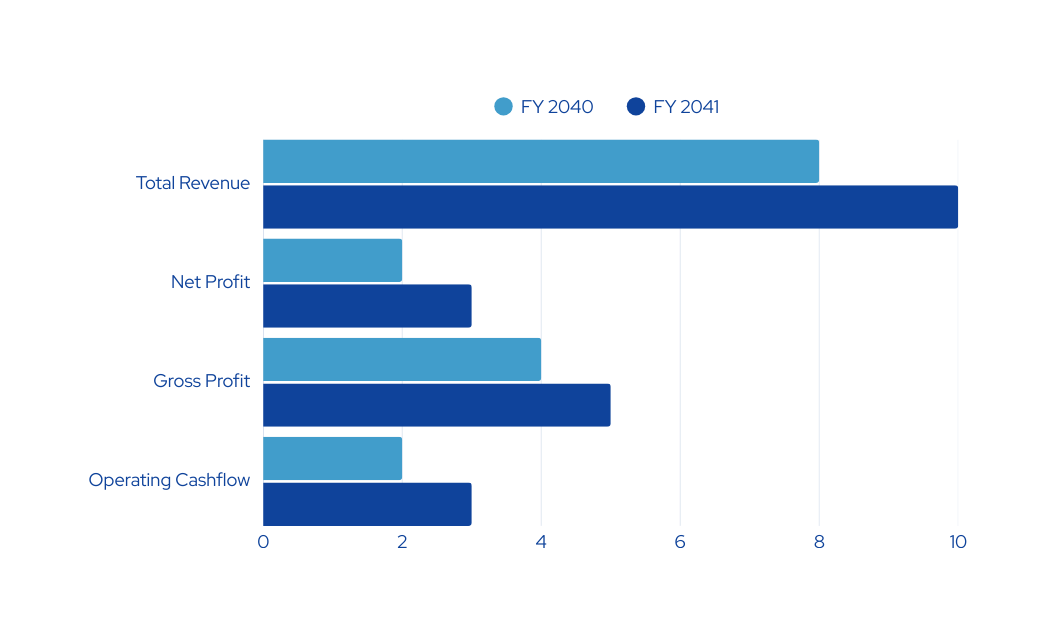 FY 2040 FY 2041
Total Revenue
Net Profit
Gross Profit
Operating Cashflow
0 2 4 6 8 10